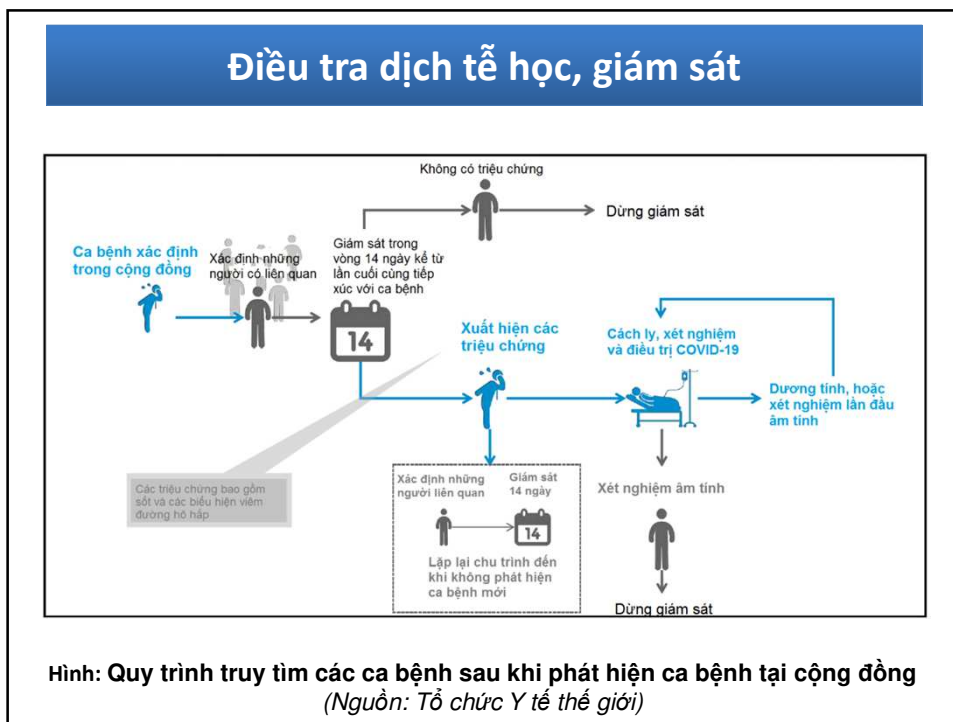 Điều tra dịch tễ học, giám sát
Không có triệu chứng
Dừng giám sát
Ca bệnh xác định
trong cộng đồng
Xác định những
người có liên quan
Giám sát trong
vòng 14 ngày kể từ
lần cuối cùng tiếp
xúc với ca bệnh
14
Xuất hiện các
triệu chứng
Cách ly, xét nghiệm
và điều trị COVID-19
Dương tính, hoặc
xét nghiệm lần đầu
âm tính
Các triệu chứng bao gồm
sốt và các biểu hiện viêm
đường hô hấp
Xác định những
người liên quan
Giám sát
14 ngày
14
Lặp lại chu trình đến
khi không phát hiện
ca bệnh mới
Xét nghiệm âm tính
Dừng giám sát
Hình: Quy trình truy tìm các ca bệnh sau khi phát hiện ca bệnh tại cộng đồng
(Nguồn: Tổ chức Y tế thế giới)